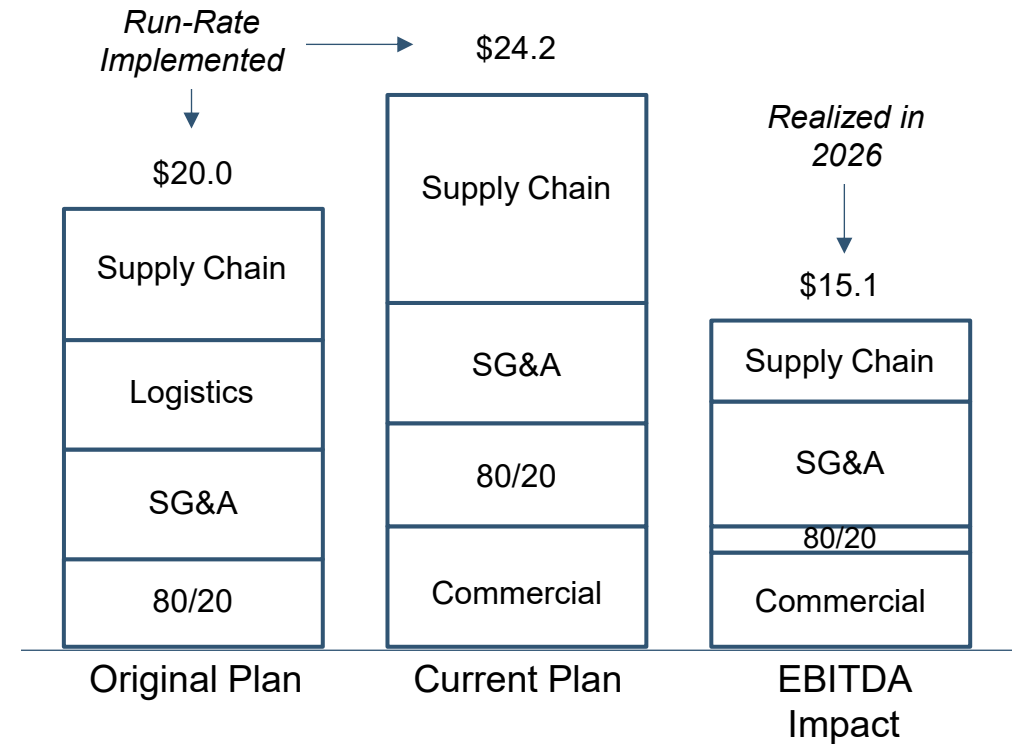 Run-Rate
Implemented
$20.0
Supply Chain
Logistics
SG&A
80/20
Original Plan
$24.2
Supply Chain
SG&A
80/20
Commercial
Current Plan
Realized in
2026
$15.1
Supply Chain
SG&A
80/20
Commercial
EBITDA
Impact